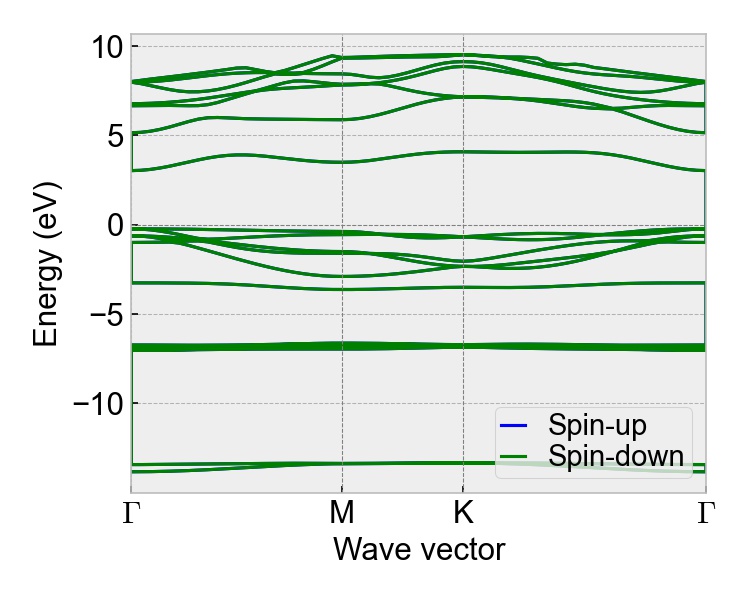 10
5
0
−5
−10
Energy (eV)
Spin-up
Spin-down
Γ M K Γ
Wave vector